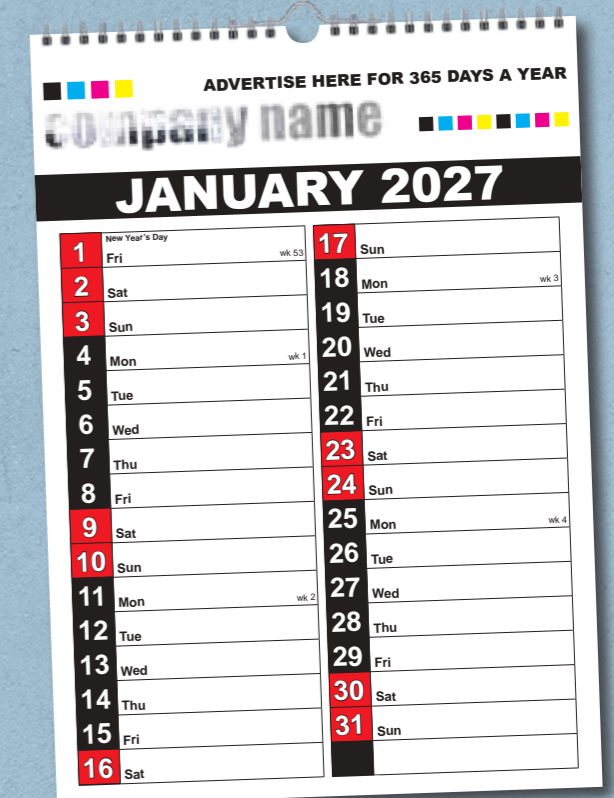 ADVERTISE HERE FOR 365 DAYS A YEAR
company name
JANUARY 2027
1 New Year's Day Fri wk 53
2 Sat
3 Sun
4 Mon wk 1
5 Tue
6 Wed
7 Thu
8 Fri
9 Sat
10 Sun
11 Mon wk 2
12 Tue
13 Wed
14 Thu
15 Fri
16 Sat
17 Sun
18 Mon wk 3
19 Tue
20 Wed
21 Thu
22 Fri
23 Sat
24 Sun
25 Mon wk 4
26 Tue
27 Wed
28 Thu
29 Fri
30 Sat
31 Sun